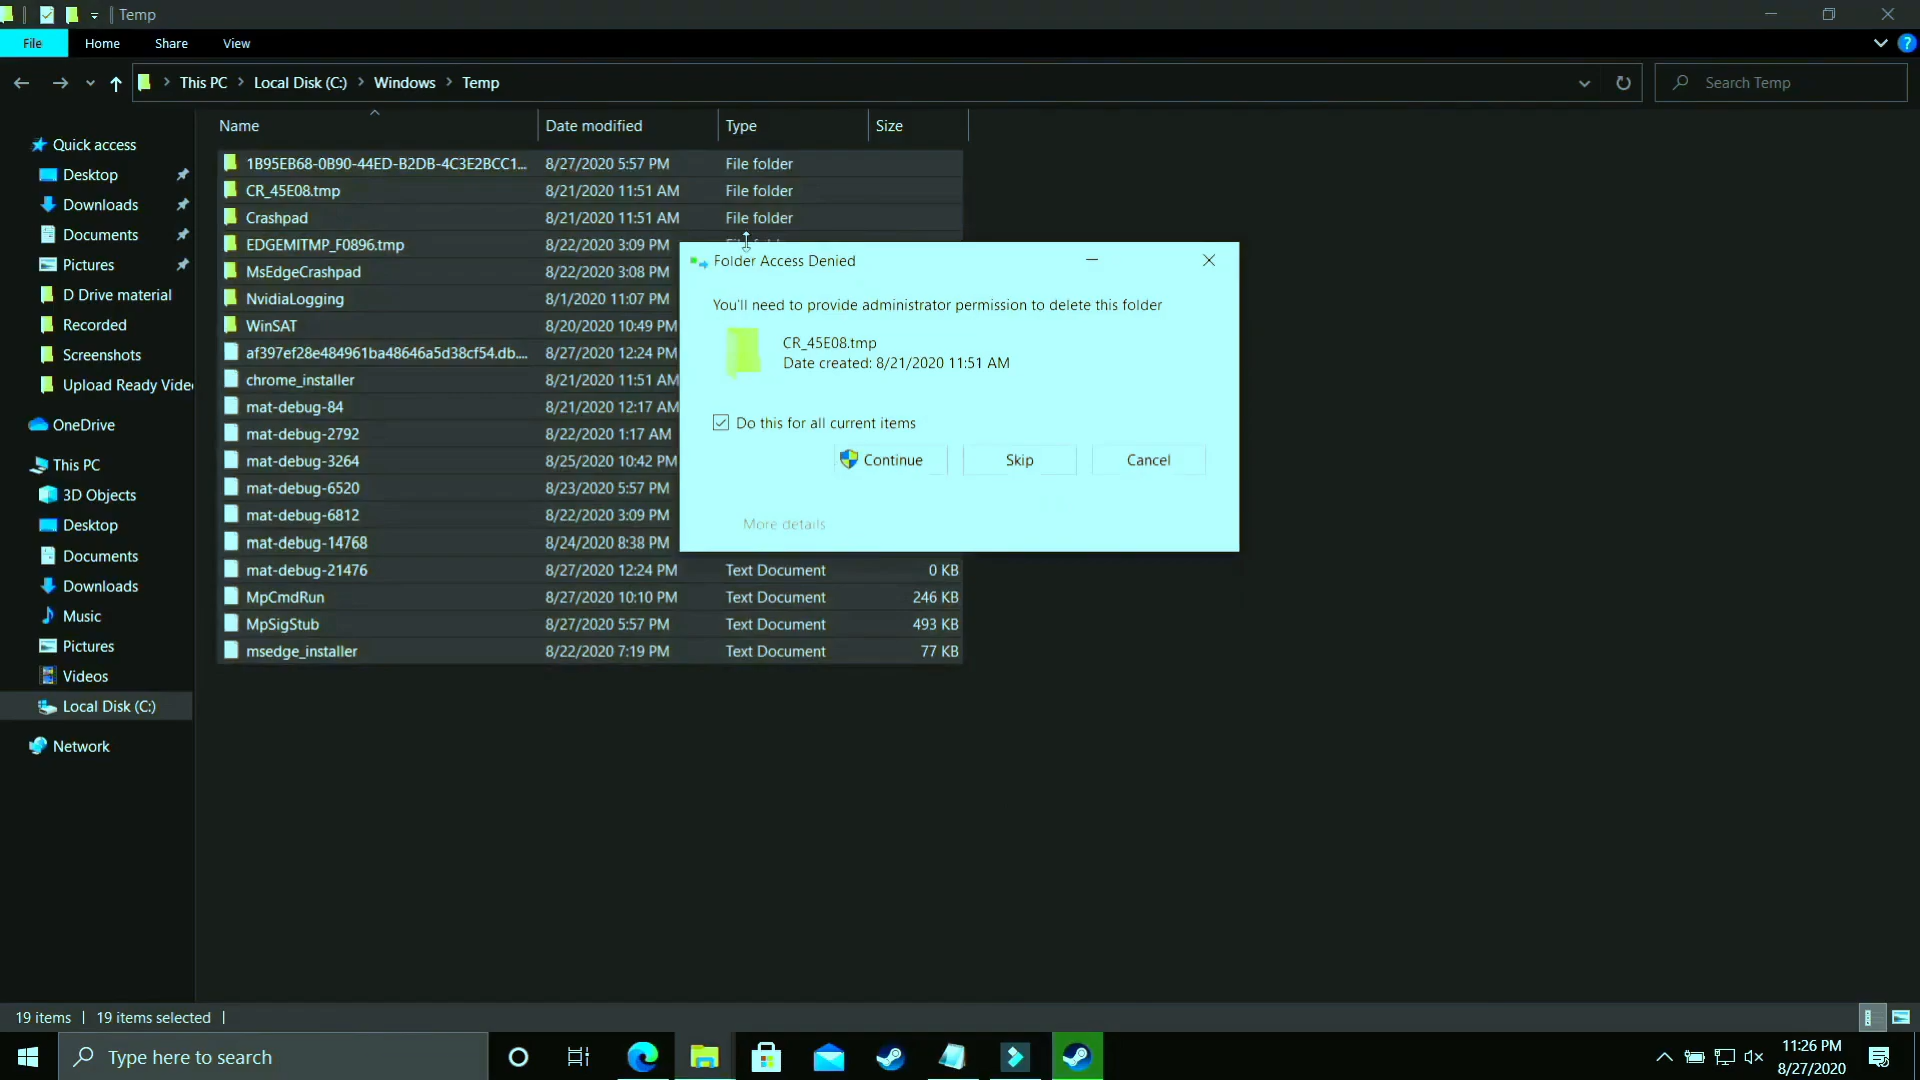 Temp
File Home Share View
This PC Local Disk (C:) Windows Temp
Search Temp
Name Date modified Type Size
Quick access
Desktop
Downloads
Documents
Pictures
D Drive material
Recorded
Screenshots
Upload Ready Vide
OneDrive
This PC
3D Objects
Desktop
Documents
Downloads
Music
Pictures
Videos
Local Disk (C:)
Network
1B95EB68-0B90-44ED-B2DB-4C3E2BCC1... 8/27/2020 5:57 PM File folder
CR_45E08.tmp 8/21/2020 11:51 AM File folder
Crashpad 8/21/2020 11:51 AM File folder
EDGEMITMP_F0896.tmp 8/22/2020 3:09 PM
MsEdgeCrashpad 8/22/2020 3:08 PM
NvidiaLogging 8/1/2020 11:07 PM
WinSAT 8/20/2020 10:49 PM
af397ef28e484961ba48646a5d38cf54.db.... 8/27/2020 12:24 PM
chrome_installer 8/21/2020 11:51 AM
mat-debug-84 8/21/2020 12:17 AM
mat-debug-2792 8/22/2020 1:17 AM
mat-debug-3264 8/25/2020 10:42 PM
mat-debug-6520 8/23/2020 5:57 PM
mat-debug-6812 8/22/2020 3:09 PM
mat-debug-14768 8/24/2020 8:38 PM
mat-debug-21476 8/27/2020 12:24 PM Text Document 0 KB
MpCmdRun 8/27/2020 10:10 PM Text Document 246 KB
MpSigStub 8/27/2020 5:57 PM Text Document 493 KB
msedge_installer 8/22/2020 7:19 PM Text Document 77 KB
Folder Access Denied
You'll need to provide administrator permission to delete this folder
CR_45E08.tmp
Date created: 8/21/2020 11:51 AM
Do this for all current items
Continue Skip Cancel
More details
19 items 19 items selected
Type here to search
11:26 PM
8/27/2020